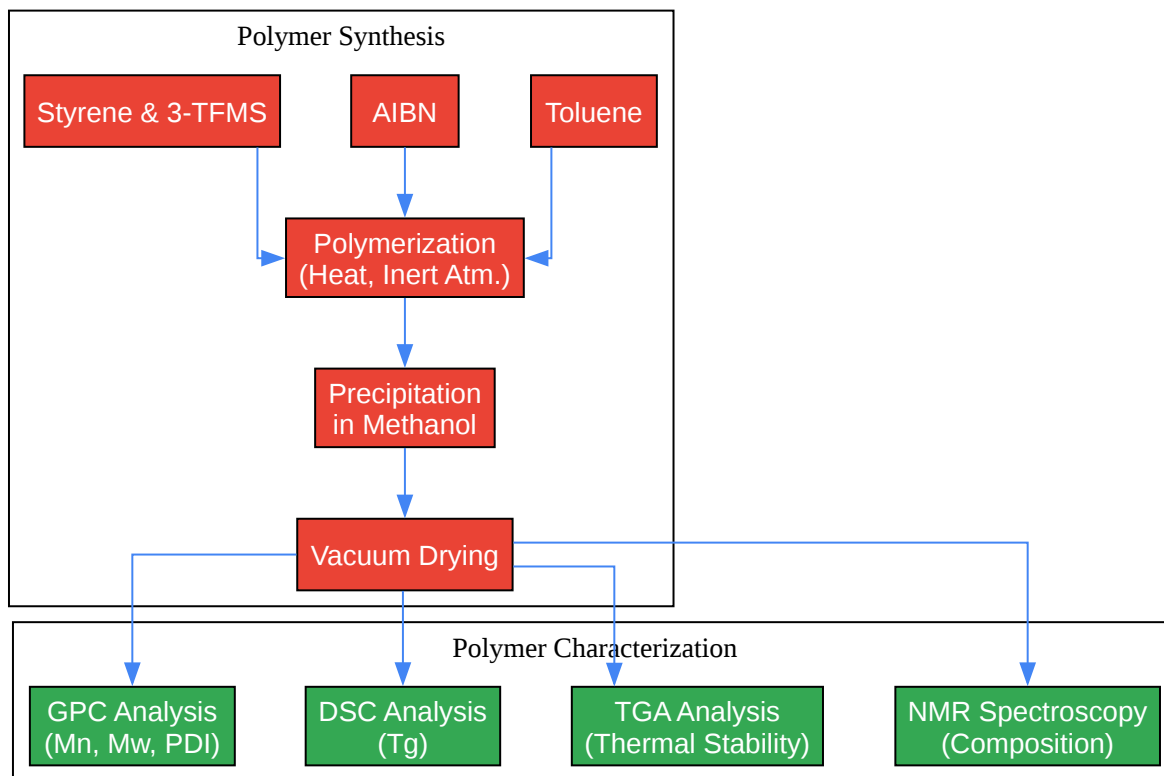 Polymer Synthesis
Styrene & 3-TFMS
AIBN
Toluene
Polymerization
(Heat, Inert Atm.)
Precipitation
in Methanol
Vacuum Drying
Polymer Characterization
GPC Analysis
(Mn, Mw, PDI)
DSC Analysis
(Tg)
TGA Analysis
(Thermal Stability)
NMR Spectroscopy
(Composition)